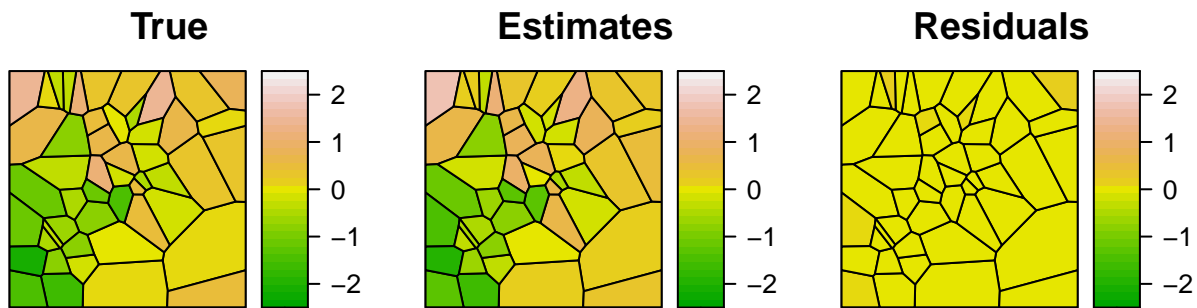 True Estimates Residuals
2 2 2
1 1 1
0 0 0
−1 −1 −1
−2 −2 −2